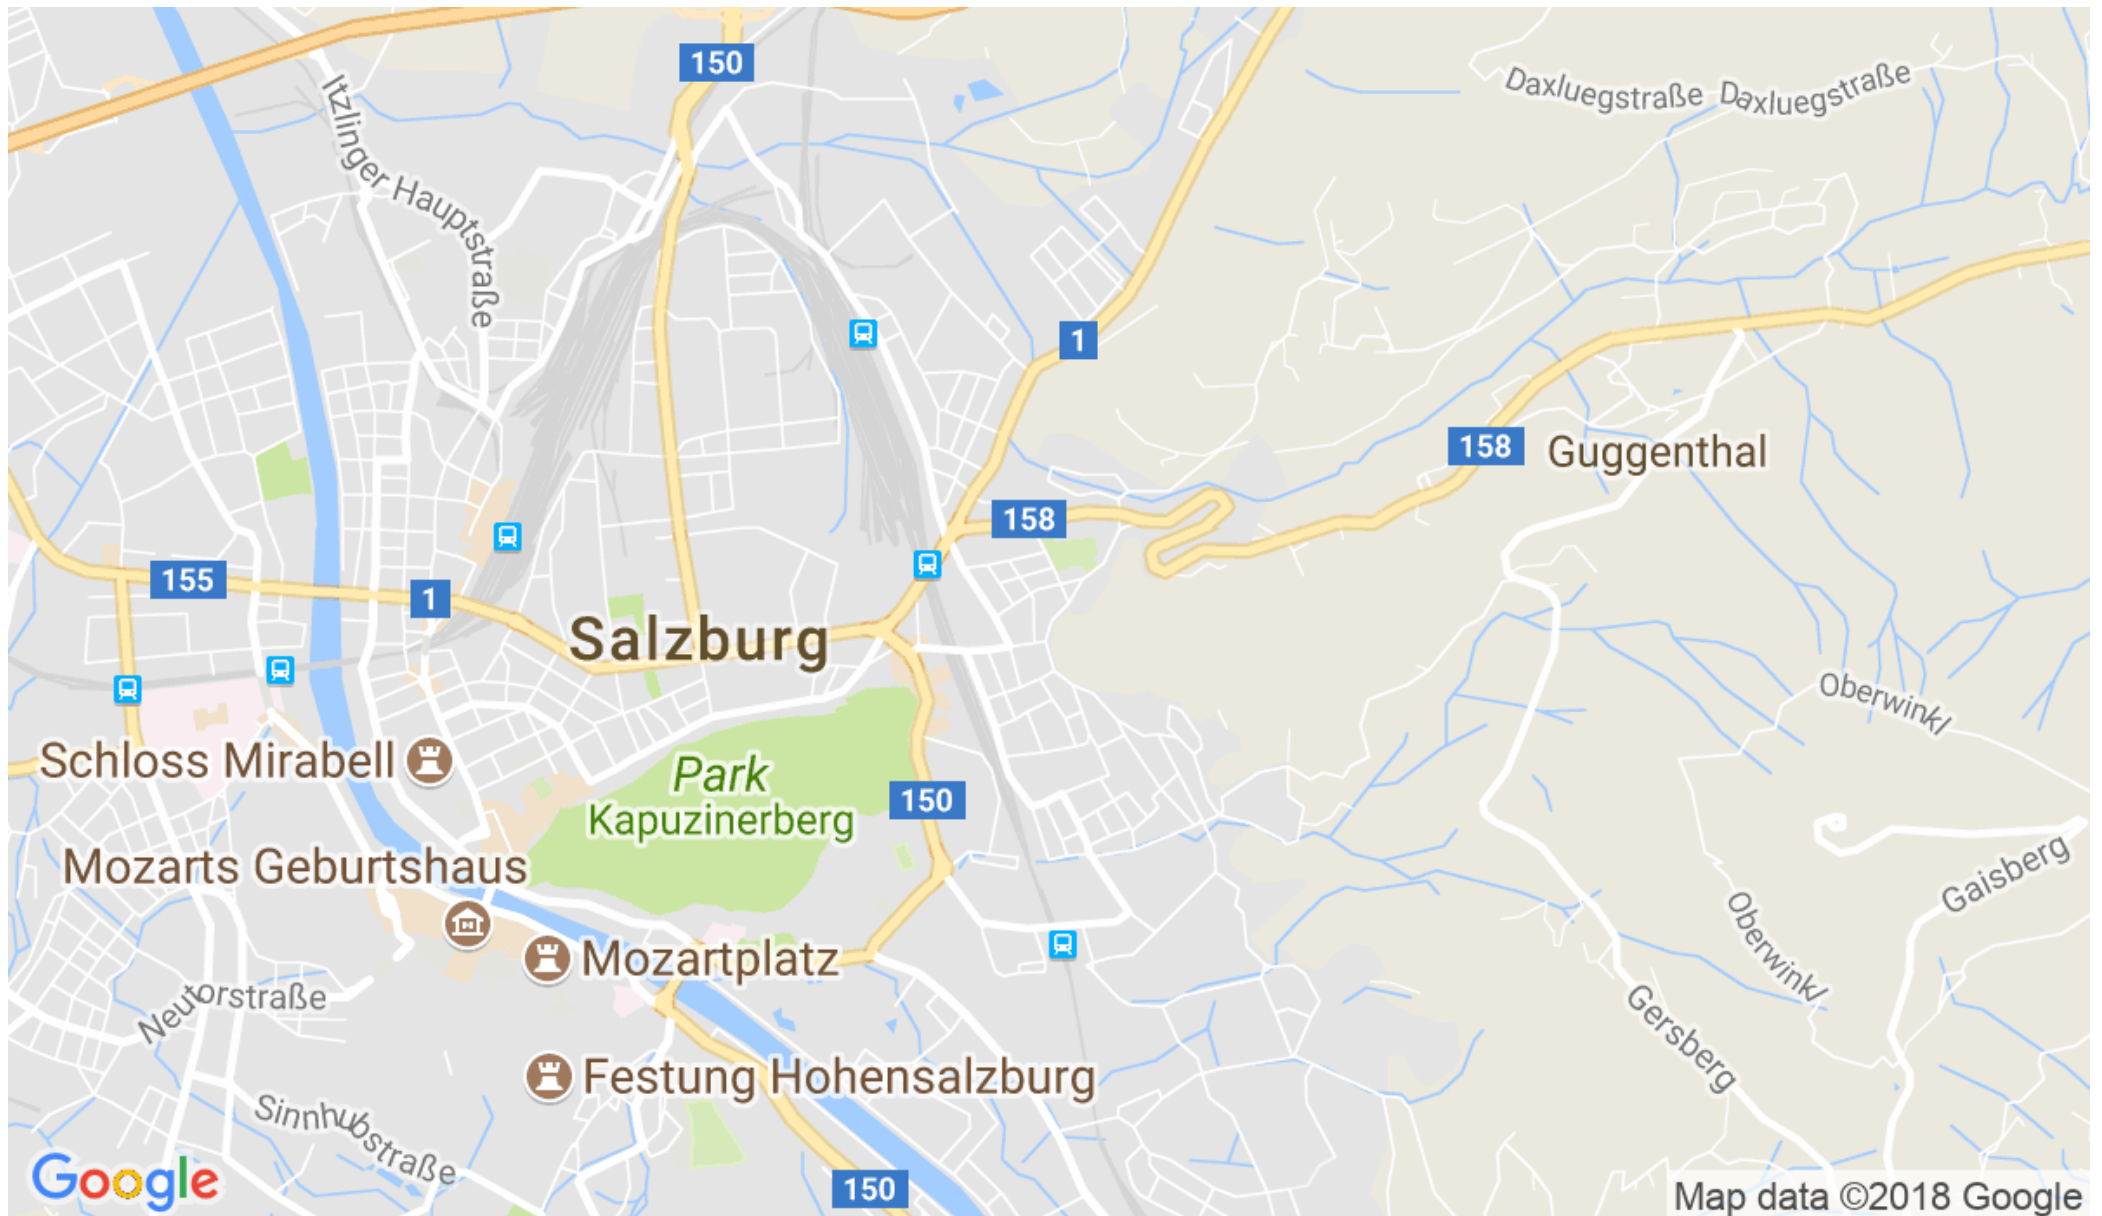 150
Daxluegstraße Daxluegstraße
Itzlinger Hauptstraße
1
158
Guggenthal
158
155
1
Salzburg
Oberwinkl
Schloss Mirabell
Park
Kapuzinerberg
150
Mozarts Geburtshaus
Gaisberg
Oberwinkl
Mozartplatz
Neutorstraße
Gersberg
Festung Hohensalzburg
Sinnhubstraße
Google
150
Map data ©2018 Google